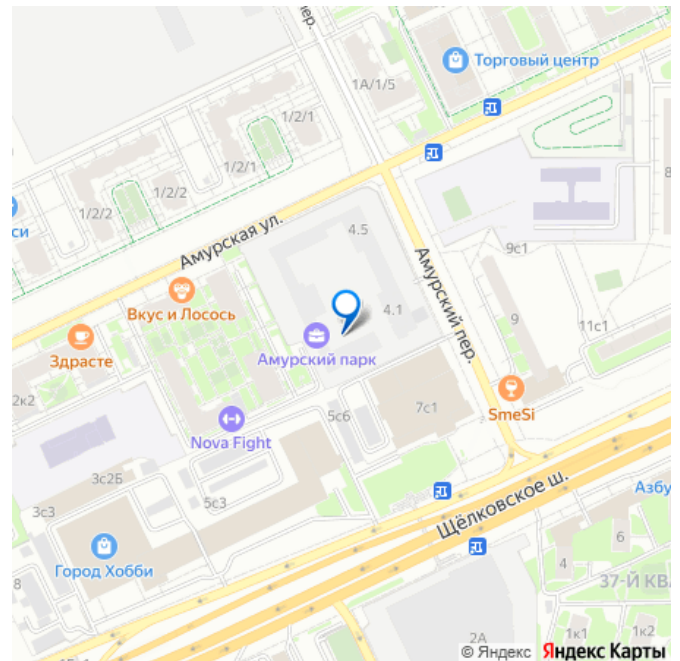 пер.
Торговый центр
1А/1/5
1/2/1
1/2/1
1/2/2
1/2/2
8
си
Амурская ул.
4.5
9с1
Амурский пер.
Вкус и Лосось
4.1
9
11с1
Здрасте
Амурский парк
2к2
SmeSi
5с6
7с1
Nova Fight
3с2Б
5с3
3с3
Щёлковское ш.
Азбу
Город Хобби
8
6
4
37-Й КВА
2А
1к1
1к2
© Яндекс Яндекс Карты